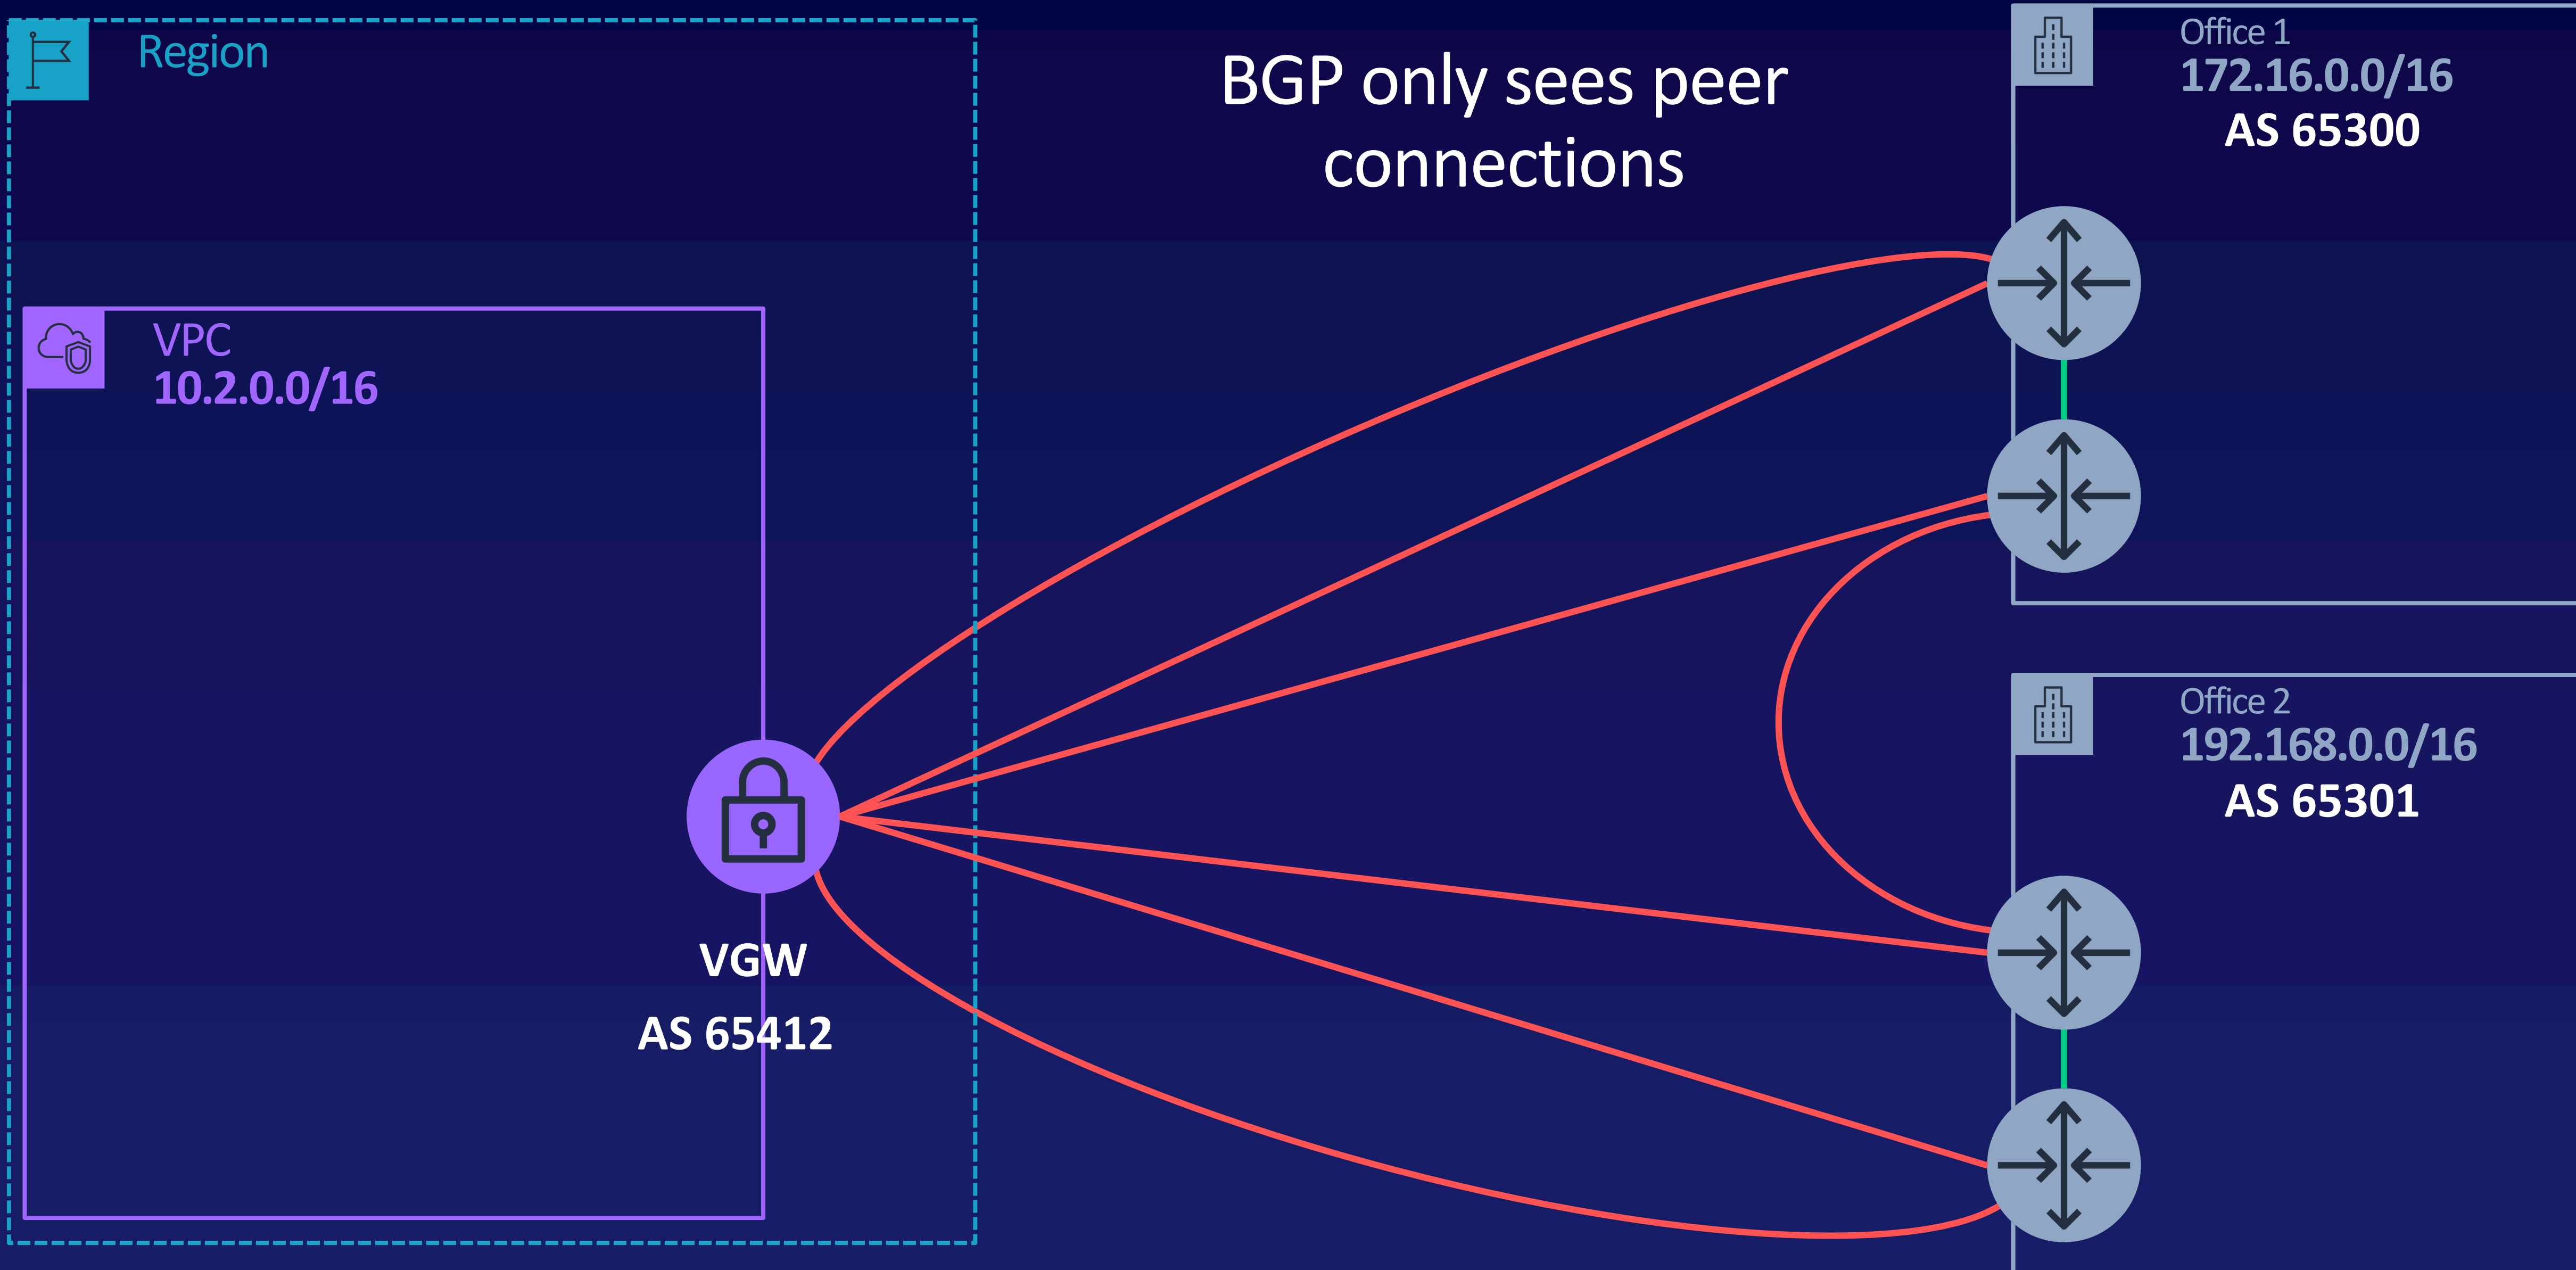 Region
BGP only sees peer
connections
Office 1
172.16.0.0/16
AS 65300
VPC
10.2.0.0/16
Office 2
192.168.0.0/16
AS 65301
VGW
AS 65412